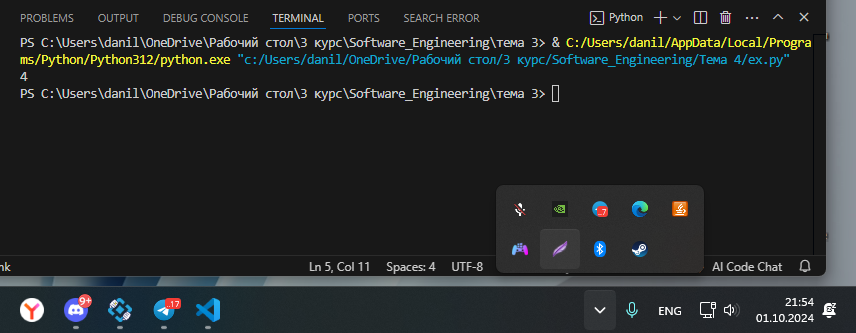 PROBLEMS OUTPUT DEBUG CONSOLE TERMINAL PORTS SEARCH ERROR Python
PS C:\Users\danil\OneDrive\Рабочий стол\3 курс\Software_Engineering\тема 3> & C:/Users/danil/AppData/Local/Progra
ms/Python/Python312/python.exe "c:/Users/danil/OneDrive/Рабочий стол/3 курс/Software_Engineering/Тема 4/ex.py"
4
PS C:\Users\danil\OneDrive\Рабочий стол\3 курс\Software_Engineering\тема 3>
7
nk Ln 5, Col 11 Spaces: 4 UTF-8 AI Code Chat
9+ .17 ENG 21:54
01.10.2024